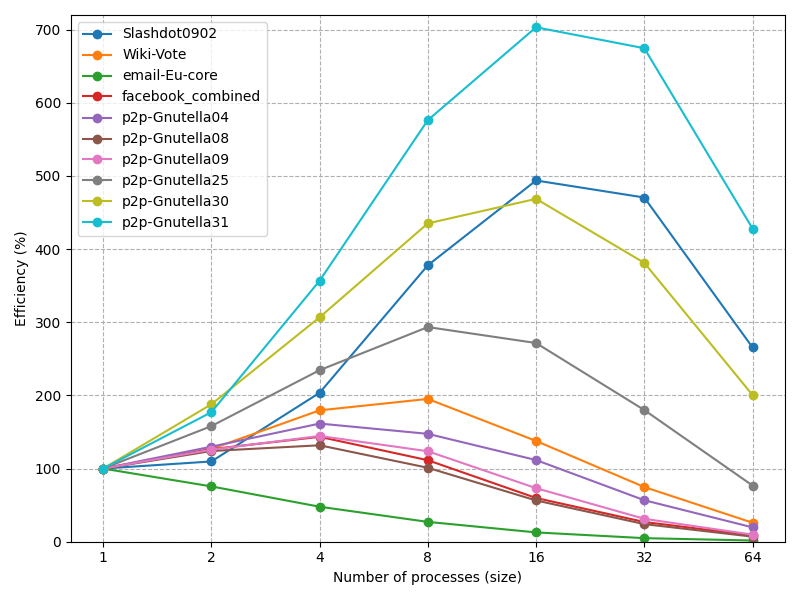 Slashdot0902
Wiki-Vote
email-Eu-core
facebook_combined
p2p-Gnutella04
p2p-Gnutella08
p2p-Gnutella09
p2p-Gnutella25
p2p-Gnutella30
p2p-Gnutella31
700
600
500
400
300
200
100
0
Efficiency (%)
1 2 4 8 16 32 64
Number of processes (size)